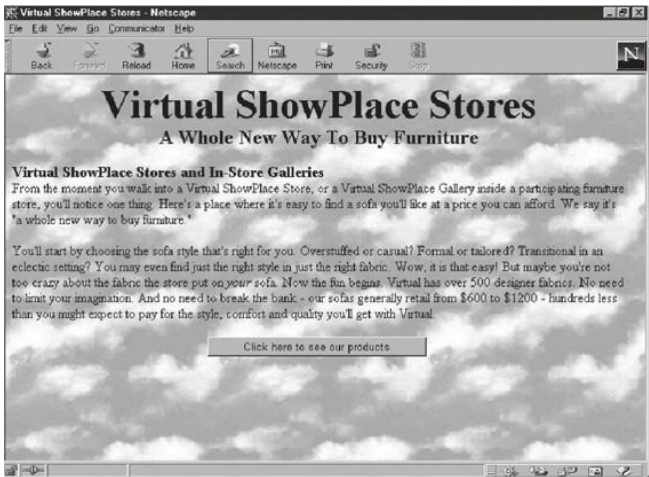 Virtual ShowPlace Stores - Netscape
File Edit View Go Communicator Help
Back Forward Reload Home Search Netscape Print Security Stop
N
Virtual ShowPlace Stores
A Whole New Way To Buy Furniture
Virtual ShowPlace Stores and In-Store Galleries
From the moment you walk into a Virtual ShowPlace Store, or a Virtual ShowPlace Gallery inside a participating furniture
store, you'll notice one thing. Here's a place where it's easy to find a sofa you'll like at a price you can afford. We say it's
"a whole new way to buy furniture."
You'll start by choosing the sofa style that's right for you. Overstuffed or casual? Formal or tailored? Transitional in an
eclectic setting? You may even find just the right style in just the right fabric. Wow, it is that easy! But maybe you're not
too crazy about the fabric the store put on your sofa. Now the fun begins. Virtual has over 500 designer fabrics. No need
to limit your imagination. And no need to break the bank - our sofas generally retail from $600 to $1200 - hundreds less
than you might expect to pay for the style, comfort and quality you'll get with Virtual.
Click here to see our products